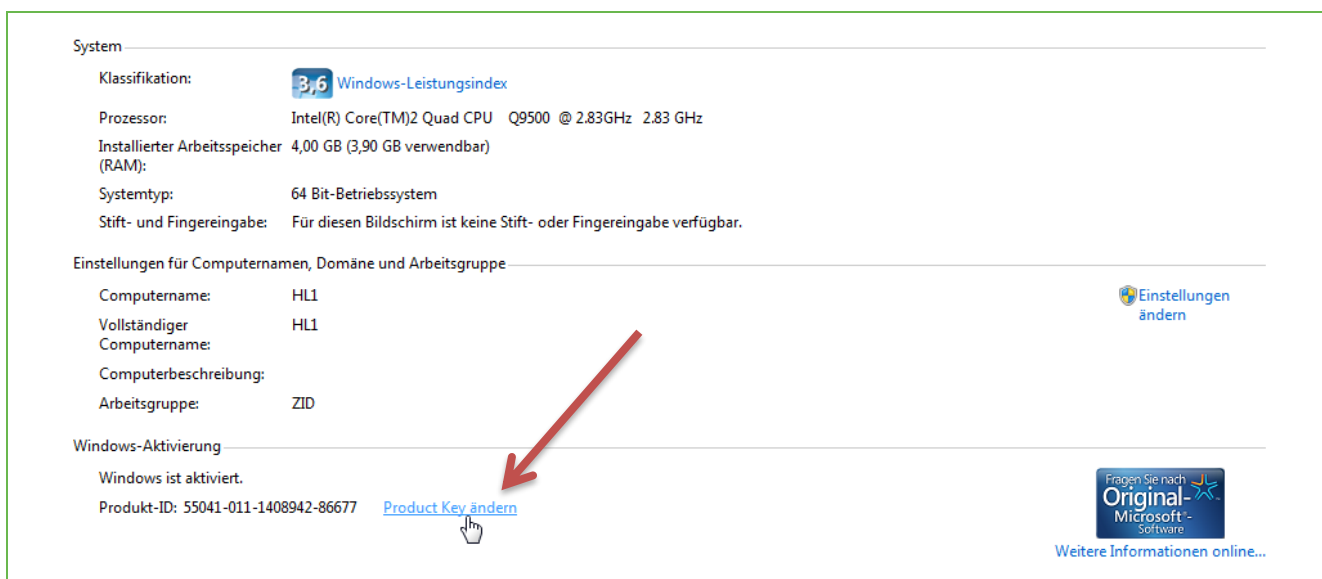 System
Klassifikation:
3,6 Windows-Leistungsindex
Prozessor: Intel(R) Core(TM)2 Quad CPU Q9500 @ 2.83GHz 2.83 GHz
Installierter Arbeitsspeicher 4,00 GB (3,90 GB verwendbar)
(RAM):
Systemtyp: 64 Bit-Betriebssystem
Stift- und Fingereingabe: Für diesen Bildschirm ist keine Stift- oder Fingereingabe verfügbar.
Einstellungen für Computernamen, Domäne und Arbeitsgruppe
Computername: HL1
Einstellungen
ändern
Vollständiger HL1
Computername:
Computerbeschreibung:
Arbeitsgruppe: ZID
Windows-Aktivierung
Windows ist aktiviert.
Produkt-ID: 55041-011-1408942-86677 Product Key ändern
Fragen Sie nach
Original-
Microsoft®-
Software
Weitere Informationen online...